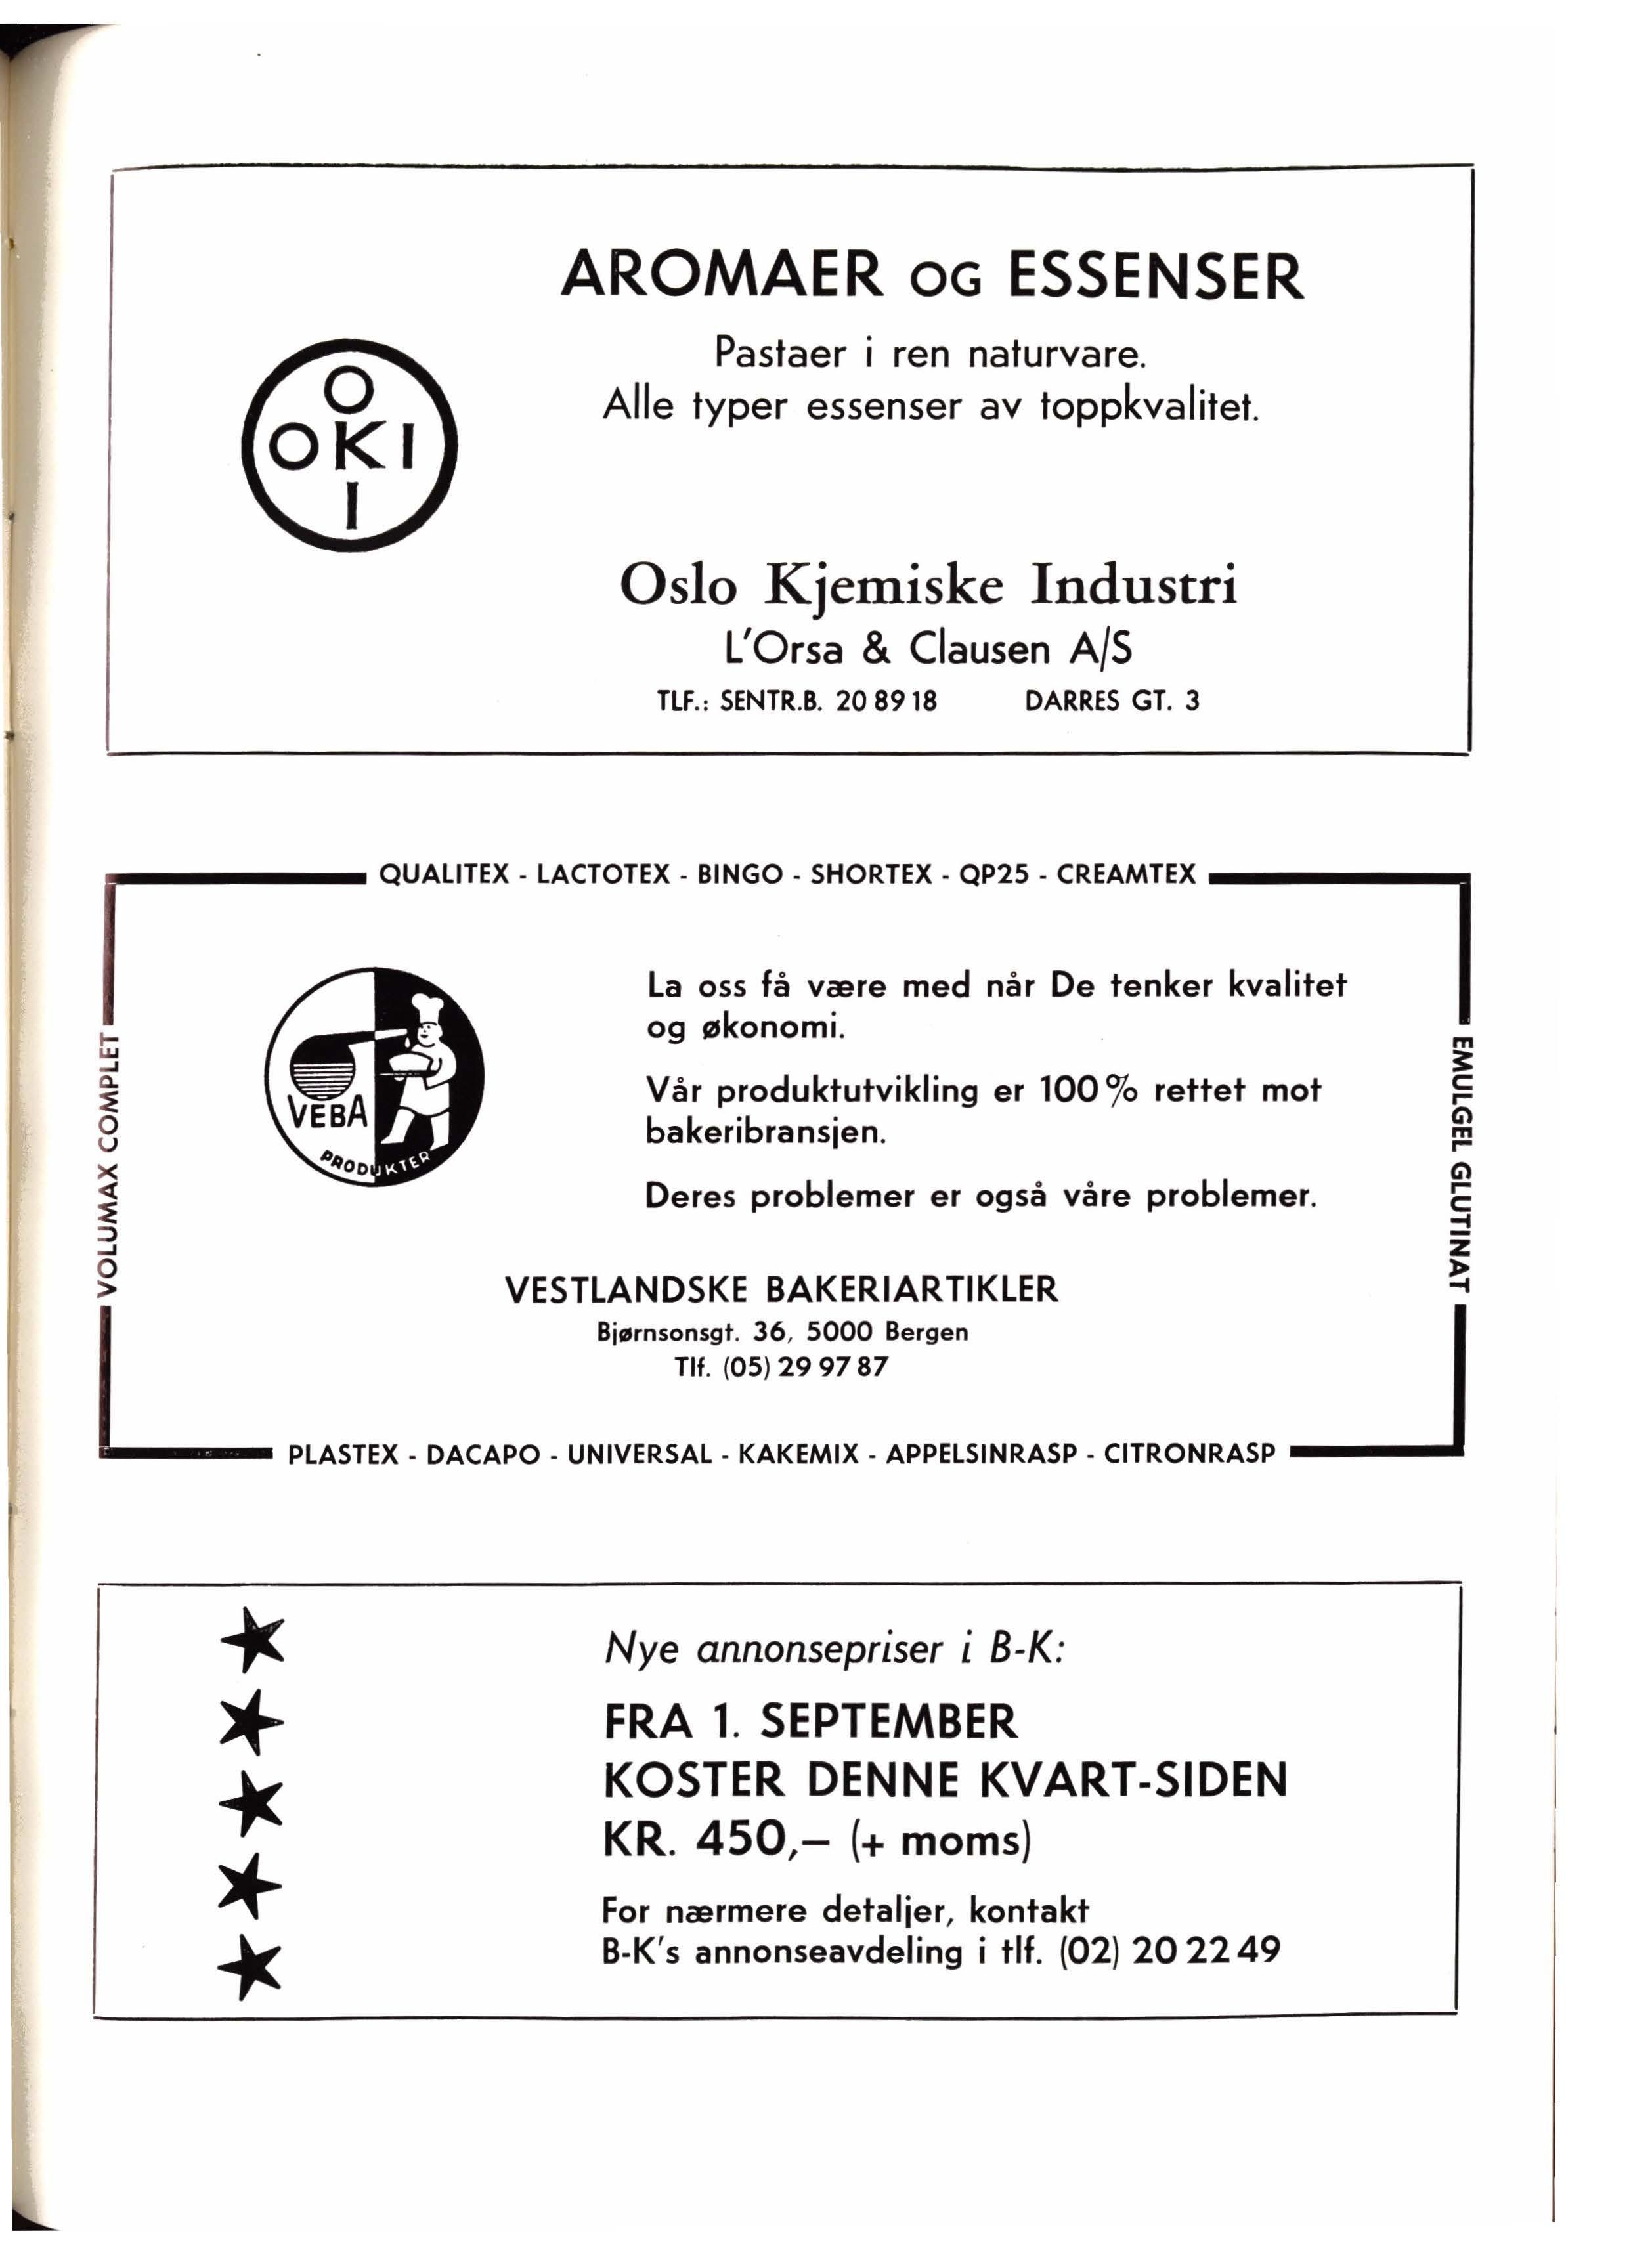 AROMAER OG ESSENSER
Pastaer i ren naturvare.
Alle typer essenser av toppkvalitet.
O
OKI
I
Oslo Kjemiske Industri
L'Orsa & Clausen A/S
TLF.: SENTR.B. 20 89 18 DARRES GT. 3
QUALITEX - LACTOTEX - BINGO - SHORTEX - QP25 - CREAMTEX
VOLUMAX COMPLET
VEBA
PRODUKTER
La oss få være med når De tenker kvalitet
og økonomi.
Vår produktutvikling er 100% rettet mot
bakeribransjen.
Deres problemer er også våre problemer.
EMULGEL GLUTINAT
VESTLANDSKE BAKERIARTIKLER
Bjørnsonsgt. 36, 5000 Bergen
Tlf. (05) 29 97 87
PLASTEX - DACAPO - UNIVERSAL - KAKEMIX - APPELSINRASP - CITRONRASP
Nye annonsepriser i B-K:
FRA 1. SEPTEMBER
KOSTER DENNE KVART-SIDEN
KR. 450,– (+ moms)
For nærmere detaljer, kontakt
B-K's annonseavdeling i tlf. (02) 20 22 49